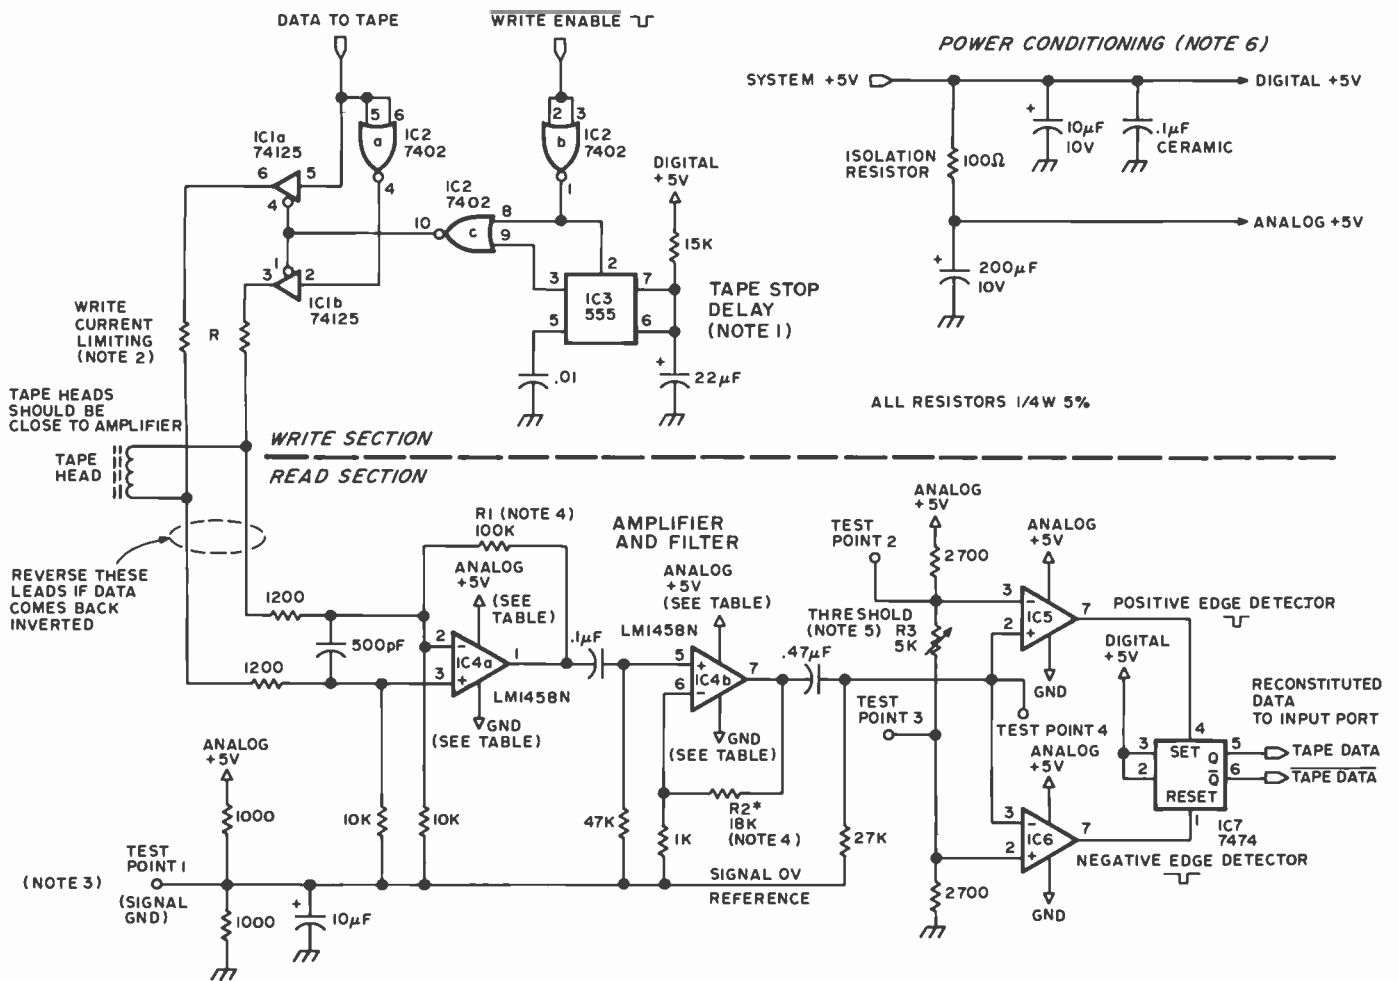 DATA TO TAPE
WRITE ENABLE
POWER CONDITIONING (NOTE 6)
SYSTEM +5V
DIGITAL +5V
+
10µF
10V
.1µF
CERAMIC
ISOLATION
RESISTOR
100Ω
ANALOG +5V
+
200µF
10V
IC1a
74125
6
5
4
5
6
a
IC2
7402
4
2
3
b
IC2
7402
1
DIGITAL
+5V
IC2
7402
10
c
8
9
15K
2
3
7
IC3
555
5
6
TAPE STOP
DELAY
(NOTE 1)
1
3
2
IC1b
74125
WRITE
CURRENT
LIMITING
(NOTE 2)
R
.01
+
22µF
ALL RESISTORS 1/4W 5%
TAPE HEADS
SHOULD BE
CLOSE TO AMPLIFIER
TAPE
HEAD
WRITE SECTION
READ SECTION
REVERSE THESE
LEADS IF DATA
COMES BACK
INVERTED
R1 (NOTE 4)
100K
AMPLIFIER
AND FILTER
ANALOG
+5V
(SEE
TABLE)
1200
500pF
1200
2
-
3
+
IC4a
1
LM1458N
GND
(SEE TABLE)
.1µF
ANALOG
+5V
(SEE TABLE)
LM1458N
5
+
6
-
IC4b
7
GND
(SEE TABLE)
.47µF
TEST
POINT 2
ANALOG
+5V
2700
THRESHOLD
(NOTE 5) R3
5K
TEST
POINT 3
ANALOG
+5V
3
-
2
+
IC5
7
GND
POSITIVE EDGE DETECTOR
DIGITAL
+5V
TEST POINT 4
ANALOG
+5V
3
-
2
+
IC6
7
GND
NEGATIVE EDGE DETECTOR
RECONSTITUTED
DATA
TO INPUT PORT
4
3
SET
Q
5
TAPE DATA
2
Q
6
TAPE DATA
RESET
1
IC7
7474
ANALOG
+5V
1000
10K
10K
47K
1K
R2*
18K
(NOTE 4)
27K
TEST
POINT 1
(NOTE 3)
(SIGNAL
GND)
1000
+
10µF
SIGNAL 0V
REFERENCE
2700